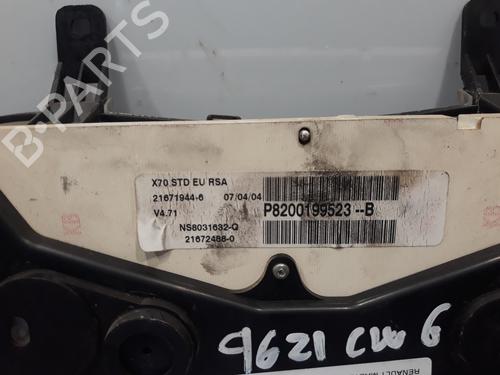 B-PARTS
X70 STD EU RSA
21671944-6 07/04/04
V4.71 P8200199523--B
NS8031632-Q
21672488-0
9621 CW 6
RENAULT